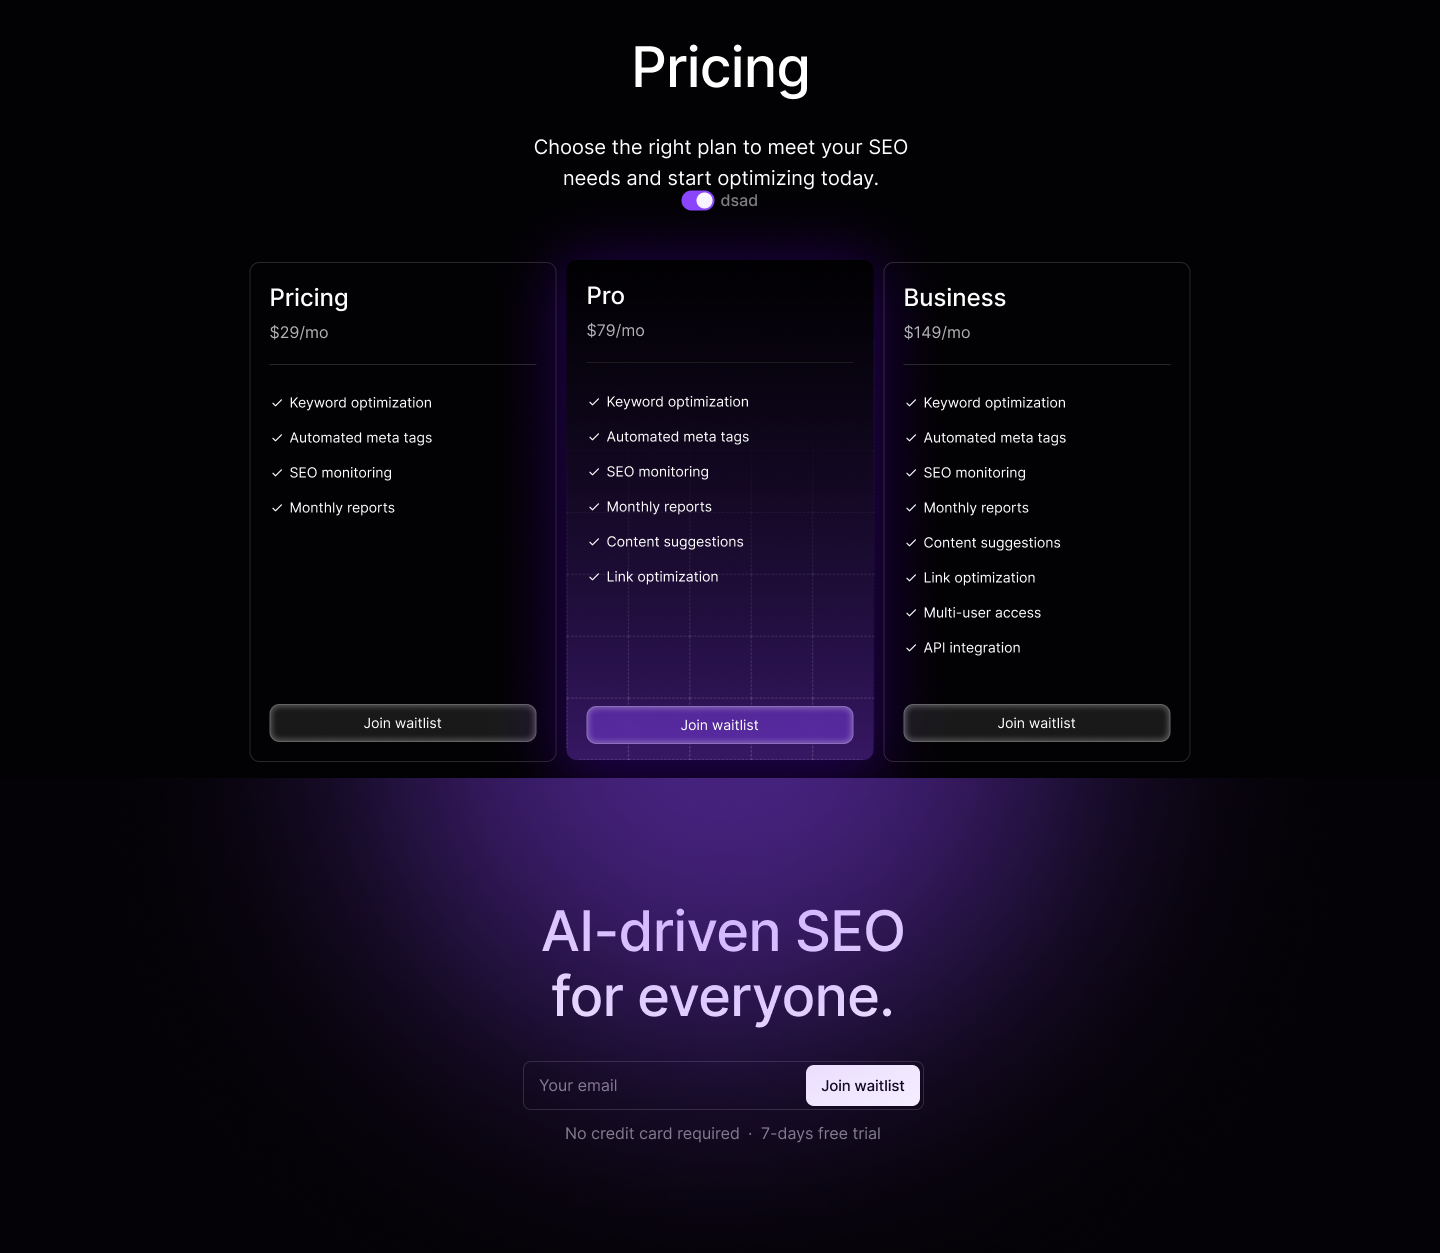 Pricing
Choose the right plan to meet your SEO
needs and start optimizing today.
dsad
Pricing
$29/mo
Keyword optimization
Automated meta tags
SEO monitoring
Monthly reports
Join waitlist
Pro
$79/mo
Keyword optimization
Automated meta tags
SEO monitoring
Monthly reports
Content suggestions
Link optimization
Join waitlist
Business
$149/mo
Keyword optimization
Automated meta tags
SEO monitoring
Monthly reports
Content suggestions
Link optimization
Multi-user access
API integration
Join waitlist
AI-driven SEO
for everyone.
Your email
Join waitlist
No credit card required · 7-days free trial